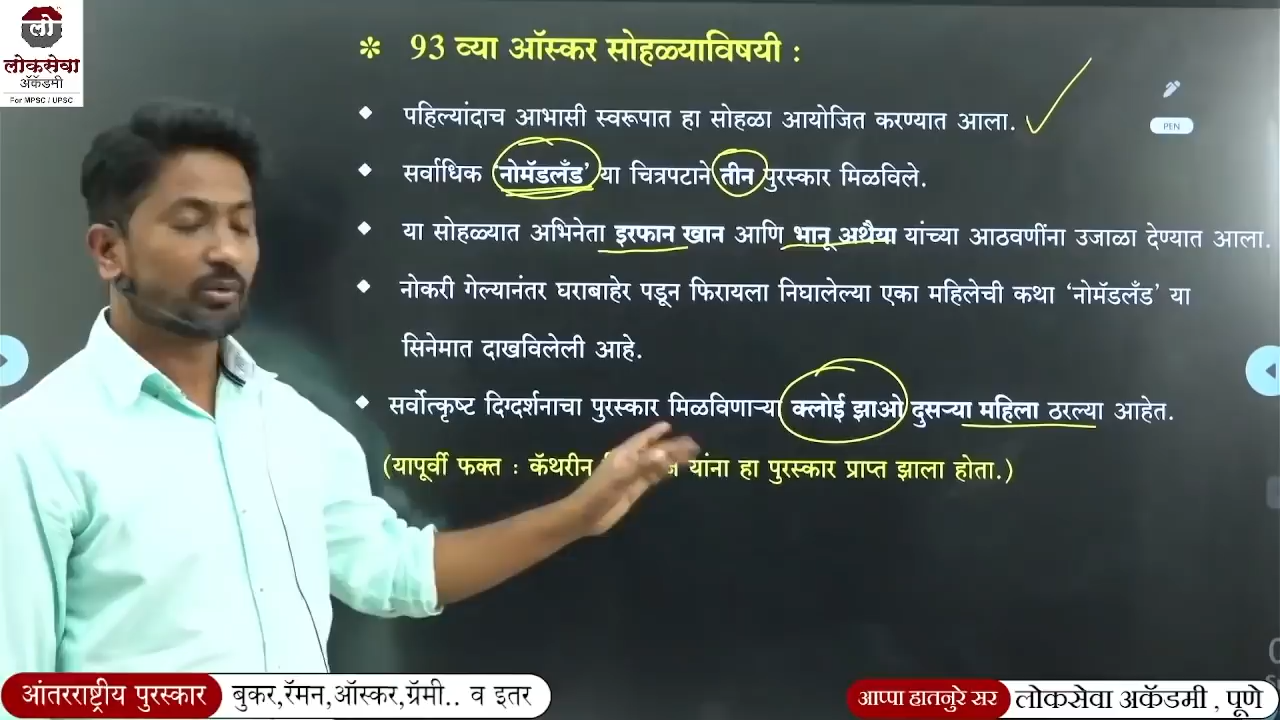 लो
लोकसेवा
अ‍ॅकॅडमी
For MPSC / UPSC
* 93 व्या ऑस्कर सोहळ्याविषयी :
पहिल्यांदाच आभासी स्वरूपात हा सोहळा आयोजित करण्यात आला.
PEN
सर्वाधिक 'नोमॅडलँड' या चित्रपटाने तीन पुरस्कार मिळविले.
या सोहळ्यात अभिनेता इरफान खान आणि भानू अथैया यांच्या आठवणींना उजाळा देण्यात आला.
नोकरी गेल्यानंतर घराबाहेर पडून फिरायला निघालेल्या एका महिलेची कथा ‘नोमॅडलँड’ या
सिनेमात दाखविलेली आहे.
सर्वोत्कृष्ट दिग्दर्शनाचा पुरस्कार मिळविणाऱ्या क्लोई झाओ दुसऱ्या महिला ठरल्या आहेत.
(यापूर्वी फक्त : कॅथरीन यांना हा पुरस्कार प्राप्त झाला होता.)
आंतरराष्ट्रीय पुरस्कार बुकर,रॅमन,ऑस्कर,ग्रॅमी.. व इतर
आप्पा हातनुरे सर लोकसेवा अकॅडमी , पूणे